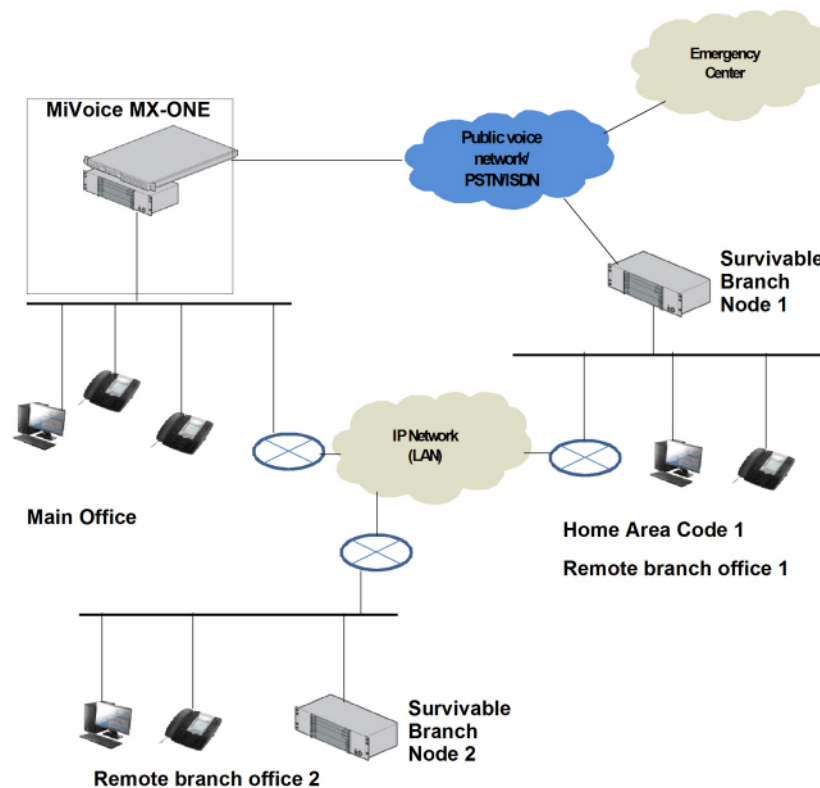 Emergency
Center
MiVoice MX-ONE
Public voice
network/
PSTN/ISDN
Survivable
Branch
Node 1
IP Network
(LAN)
Main Office
Home Area Code 1
Remote branch office 1
Survivable
Branch
Node 2
Remote branch office 2